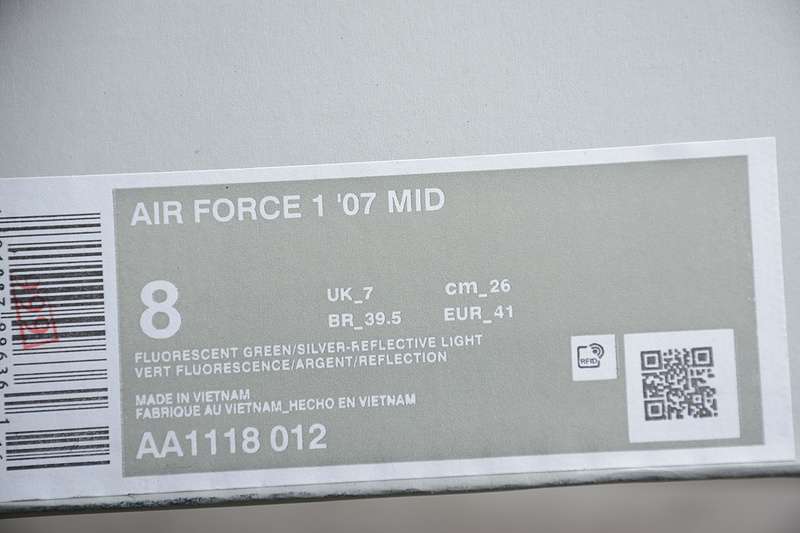 AIR FORCE 1 '07 MID
8
UK_7 cm_26
BR_39.5 EUR_41
FLUORESCENT GREEN/SILVER-REFLECTIVE LIGHT
VERT FLUORESCENCE/ARGENT/REFLECTION
RFID
MADE IN VIETNAM
FABRIQUE AU VIETNAM_HECHO EN VIETNAM
AA1118 012